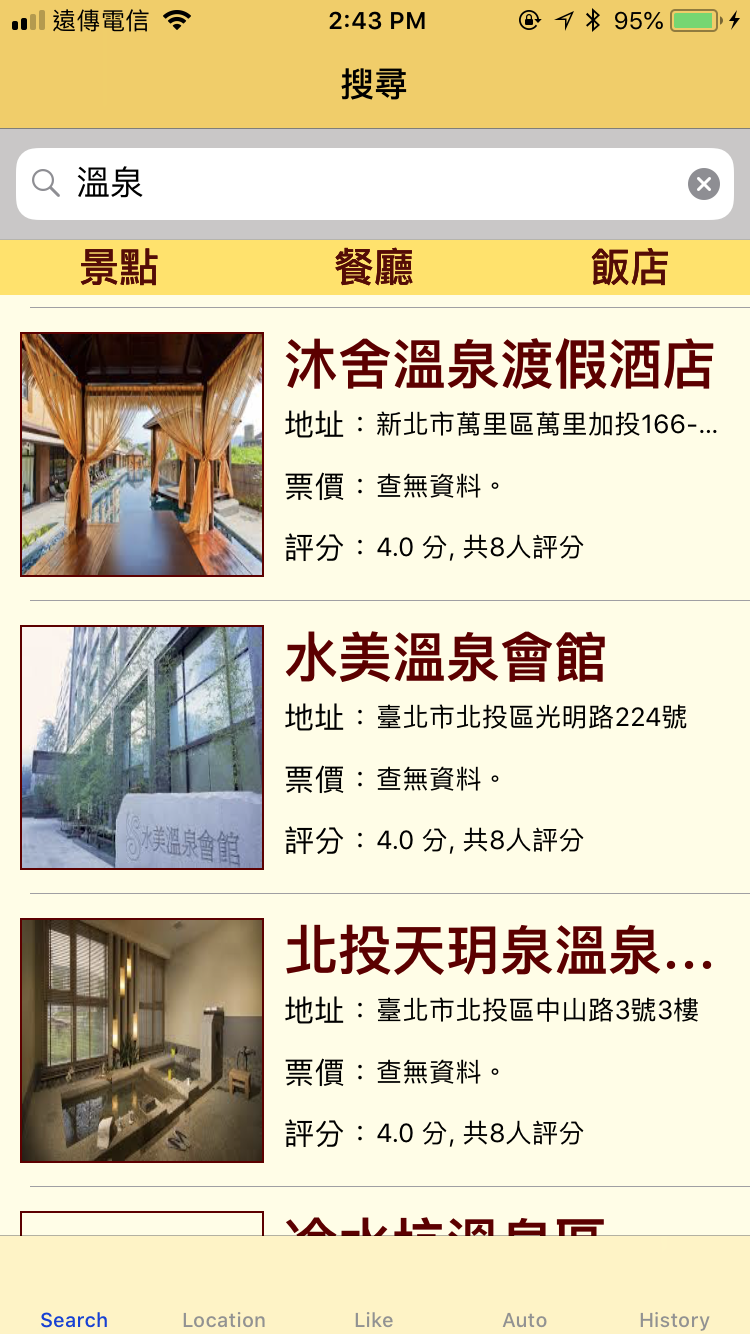 遠傳電信 2:43 PM 95%
搜尋
溫泉
景點 餐廳 飯店
沐舍溫泉渡假酒店
地址：新北市萬里區萬里加投166-...
票價：查無資料。
評分：4.0 分, 共8人評分
水美溫泉會館
水美溫泉會館
地址：臺北市北投區光明路224號
票價：查無資料。
評分：4.0 分, 共8人評分
北投天玥泉溫泉...
地址：臺北市北投區中山路3號3樓
票價：查無資料。
評分：4.0 分, 共8人評分
冷水坑溫泉區
Search Like Location Auto History